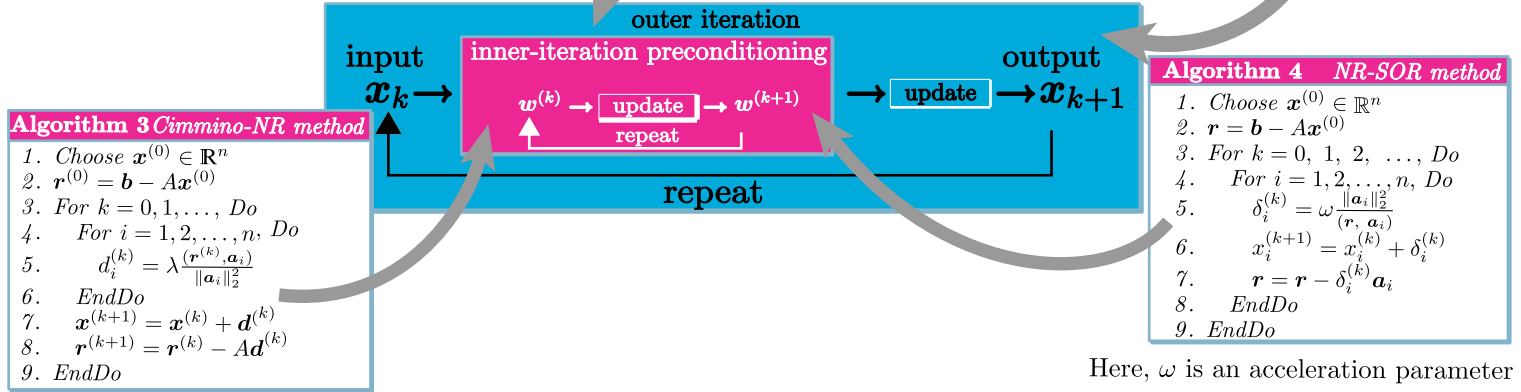 outer iteration
input
inner-iteration preconditioning
output
x_k → w^(k) → update → w^(k+1) → update → x_{k+1}
repeat
repeat
Algorithm 3 Cimmino-NR method
1. Choose x^(0) ∈ ℝ^n
2. r^(0) = b − Ax^(0)
3. For k = 0, 1, . . . , Do
4. For i = 1, 2, . . . , n, Do
5. d_i^(k) = λ (r^(k), a_i) / ‖a_i‖_2^2
6. EndDo
7. x^(k+1) = x^(k) + d^(k)
8. r^(k+1) = r^(k) − Ad^(k)
9. EndDo
Algorithm 4 NR-SOR method
1. Choose x^(0) ∈ ℝ^n
2. r = b − Ax^(0)
3. For k = 0, 1, 2, . . . , Do
4. For i = 1, 2, . . . , n, Do
5. δ_i^(k) = ω ‖a_i‖_2^2 / (r, a_i)
6. x_i^(k+1) = x_i^(k) + δ_i^(k)
7. r = r − δ_i^(k) a_i
8. EndDo
9. EndDo
Here, ω is an acceleration parameter